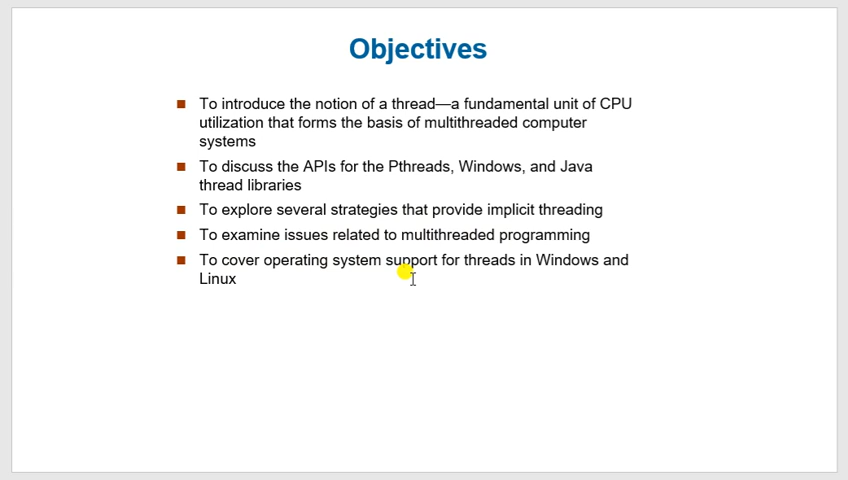 Objectives
To introduce the notion of a thread—a fundamental unit of CPU
utilization that forms the basis of multithreaded computer
systems
To discuss the APIs for the Pthreads, Windows, and Java
thread libraries
To explore several strategies that provide implicit threading
To examine issues related to multithreaded programming
To cover operating system support for threads in Windows and
Linux